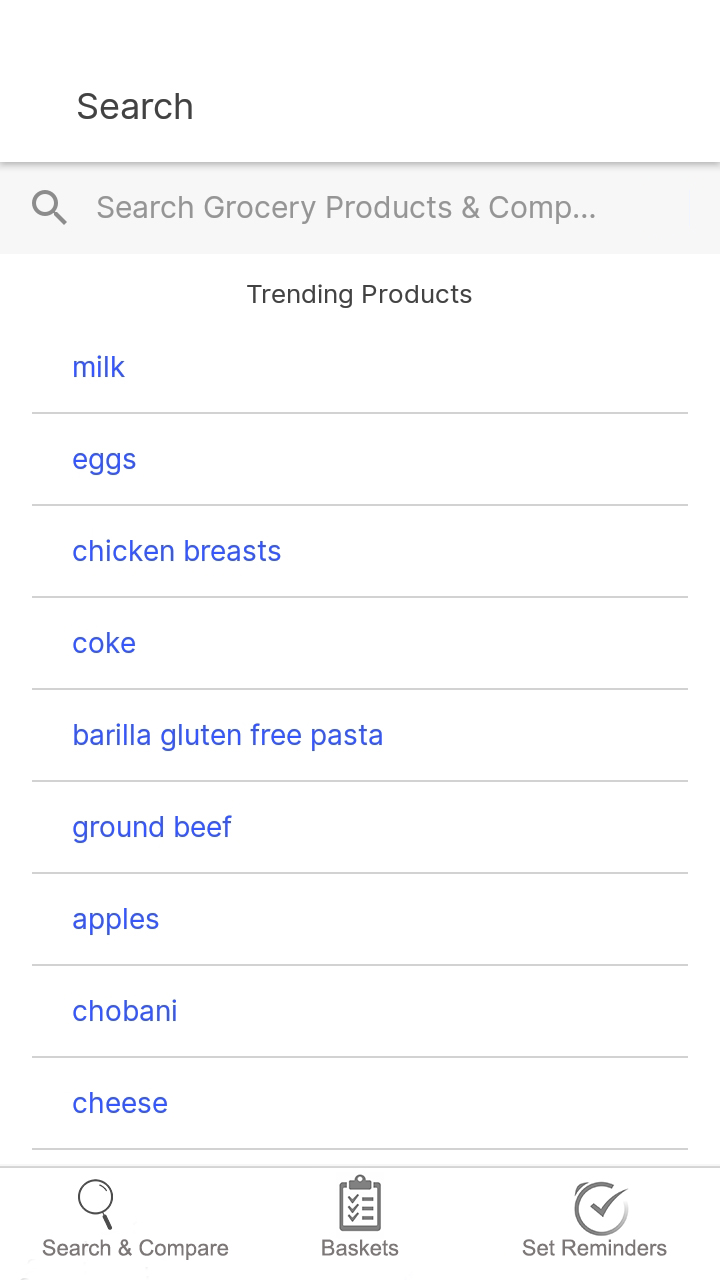 Search
Search Grocery Products & Comp...
Trending Products
milk
eggs
chicken breasts
coke
barilla gluten free pasta
ground beef
apples
chobani
cheese
Search & Compare
Baskets
Set Reminders